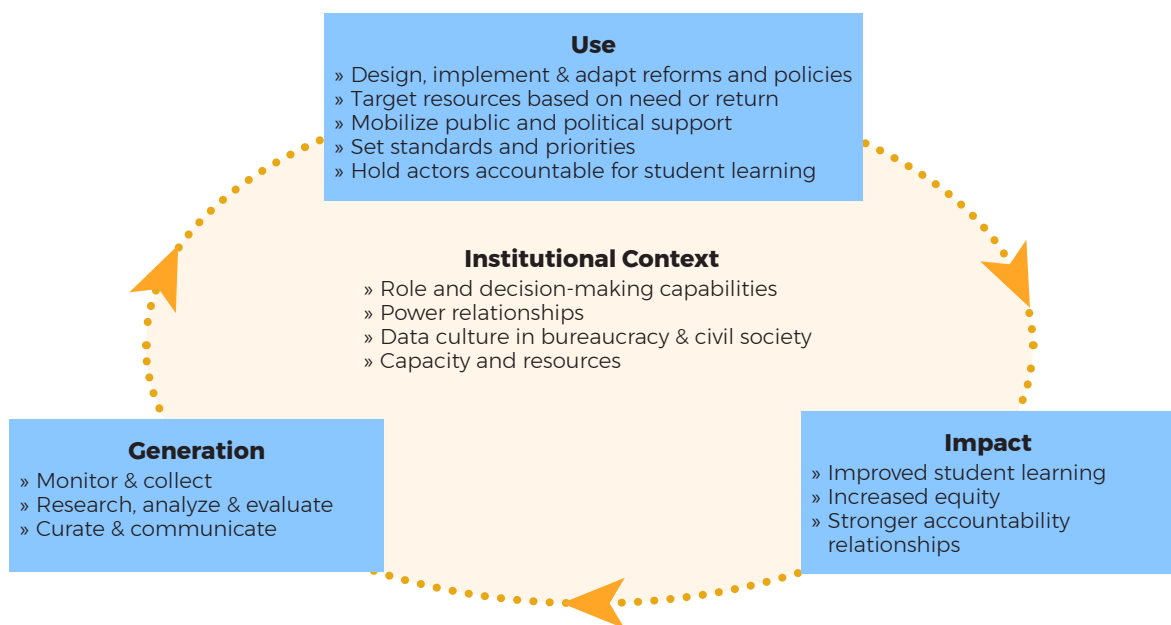 Use
» Design, implement & adapt reforms and policies
» Target resources based on need or return
» Mobilize public and political support
» Set standards and priorities
» Hold actors accountable for student learning
Institutional Context
» Role and decision-making capabilities
» Power relationships
» Data culture in bureaucracy & civil society
» Capacity and resources
Generation
» Monitor & collect
» Research, analyze & evaluate
» Curate & communicate
Impact
» Improved student learning
» Increased equity
» Stronger accountability
relationships